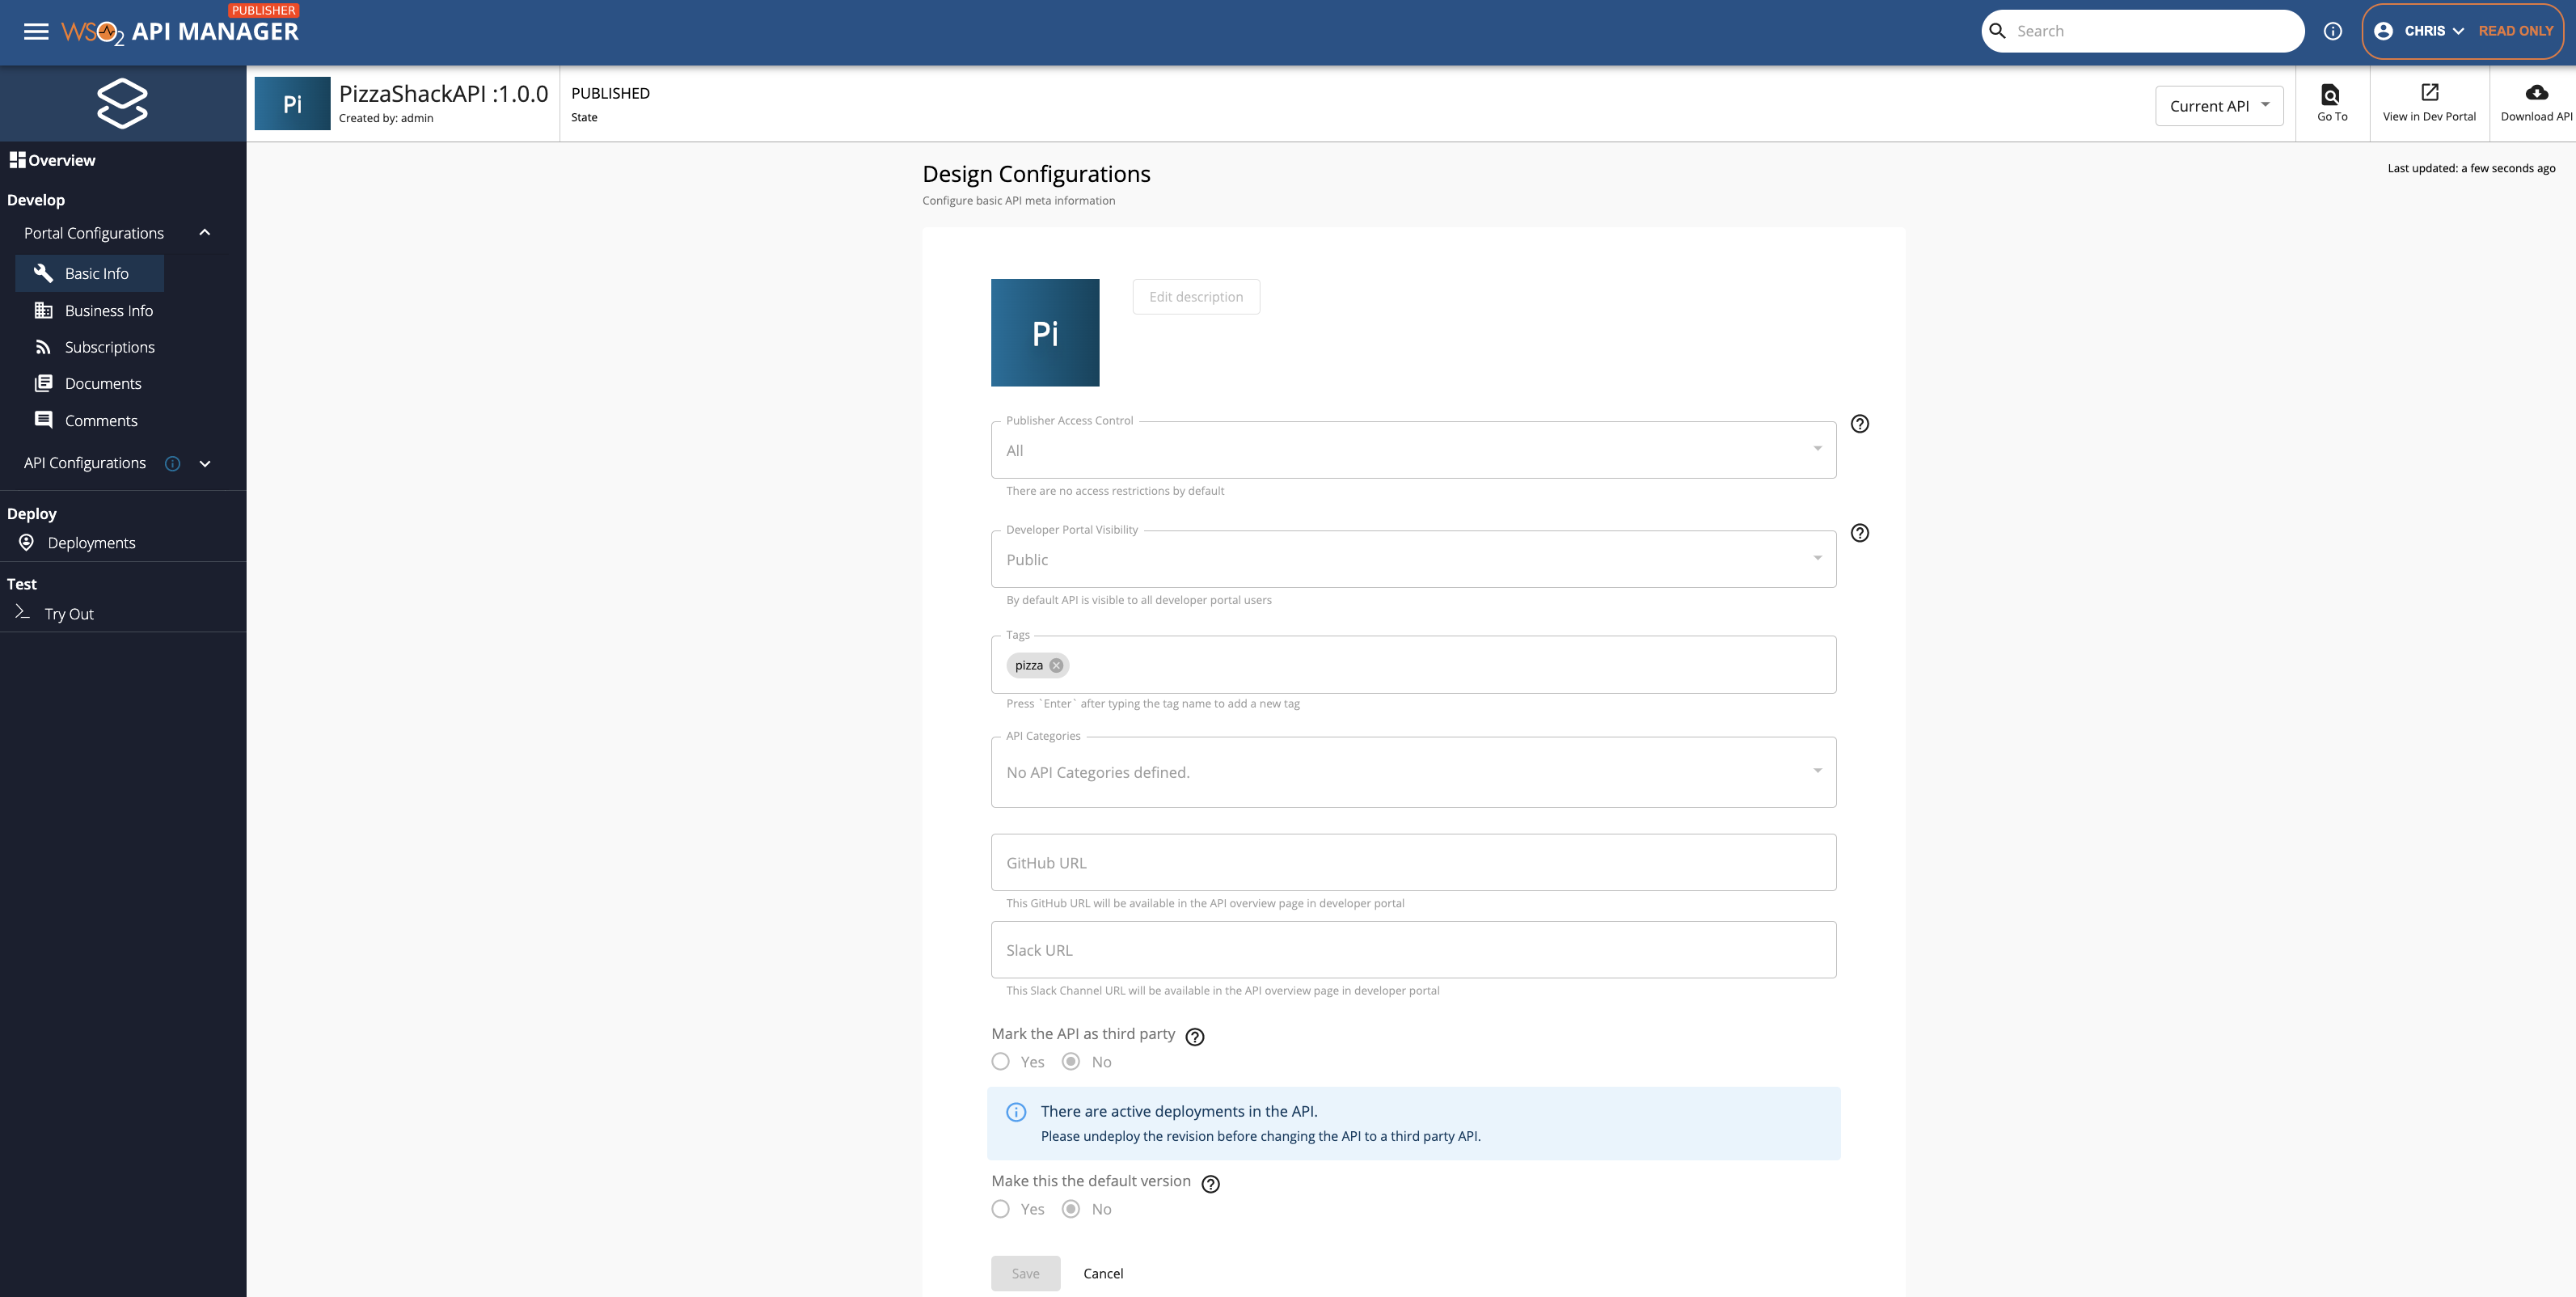 PUBLISHER
WSO2 API MANAGER
Search
CHRIS
READ ONLY
Pi
PizzaShackAPI :1.0.0
Created by: admin
PUBLISHED
State
Current API
Go To
View in Dev Portal
Download API
Overview
Develop
Portal Configurations
Basic Info
Business Info
Subscriptions
Documents
Comments
API Configurations
Deploy
Deployments
Test
Try Out
Design Configurations
Configure basic API meta information
Last updated: a few seconds ago
Pi
Edit description
Publisher Access Control
All
There are no access restrictions by default
Developer Portal Visibility
Public
By default API is visible to all developer portal users
Tags
pizza
Press `Enter` after typing the tag name to add a new tag
API Categories
No API Categories defined.
GitHub URL
This GitHub URL will be available in the API overview page in developer portal
Slack URL
This Slack Channel URL will be available in the API overview page in developer portal
Mark the API as third party
Yes No
There are active deployments in the API.
Please undeploy the revision before changing the API to a third party API.
Make this the default version
Yes No
Save Cancel